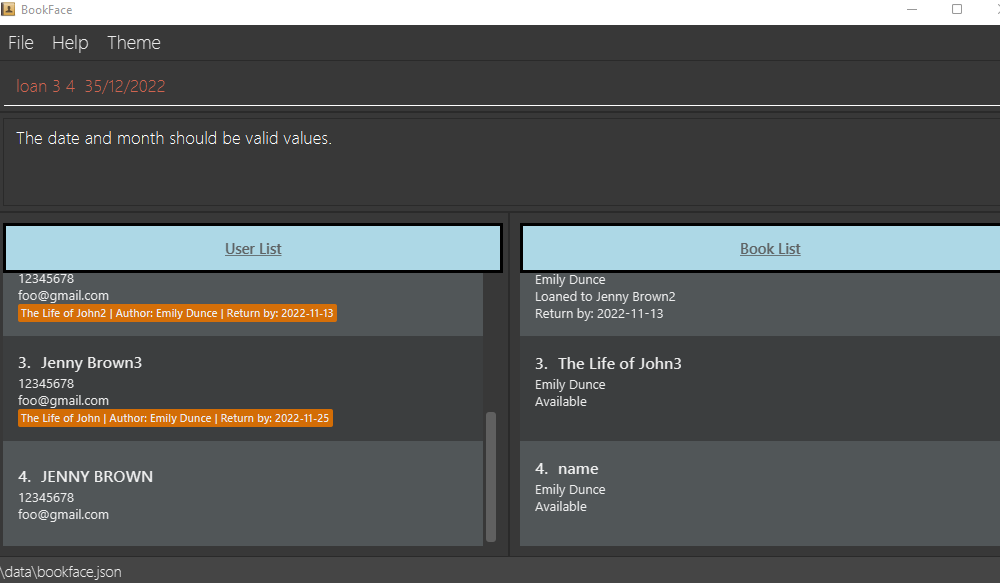 BookFace
File Help Theme
loan 3 4  35/12/2022
The date and month should be valid values.
User List
12345678
foo@gmail.com
The Life of John2 | Author: Emily Dunce | Return by: 2022-11-13
3. Jenny Brown3
12345678
foo@gmail.com
The Life of John | Author: Emily Dunce | Return by: 2022-11-25
4. JENNY BROWN
12345678
foo@gmail.com
Book List
Emily Dunce
Loaned to Jenny Brown2
Return by: 2022-11-13
3. The Life of John3
Emily Dunce
Available
4. name
Emily Dunce
Available
\data\bookface.json